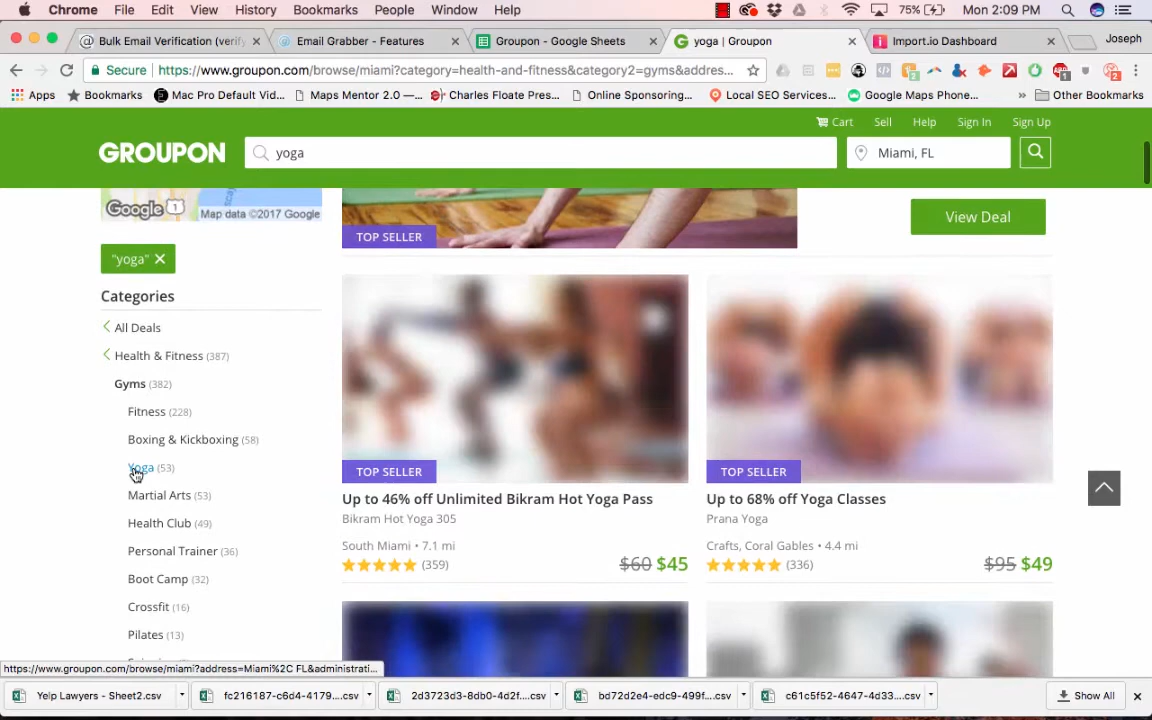 Chrome File Edit View History Bookmarks People Window Help 75% Mon 2:09 PM
Bulk Email Verification (verify Email Grabber - Features Groupon - Google Sheets yoga | Groupon Import.io Dashboard Joseph
Secure https://www.groupon.com/browse/miami?category=health-and-fitness&category2=gyms&addres...
Apps Bookmarks Mac Pro Default Vid... Maps Mentor 2.0 —... Charles Floate Pres... Online Sponsoring... Local SEO Services... Google Maps Phone... » Other Bookmarks
Cart Sell Help Sign In Sign Up
GROUPON yoga Miami, FL
Google 1 Map data ©2017 Google
View Deal
TOP SELLER
"yoga" ×
Categories
All Deals
Health & Fitness (387)
Gyms (382)
Fitness (228)
Boxing & Kickboxing (58)
Yoga (53)
Martial Arts (53)
Health Club (49)
Personal Trainer (36)
Boot Camp (32)
Crossfit (16)
Pilates (13)
TOP SELLER
Up to 46% off Unlimited Bikram Hot Yoga Pass
Bikram Hot Yoga 305
South Miami • 7.1 mi
(359) $60 $45
TOP SELLER
Up to 68% off Yoga Classes
Prana Yoga
Crafts, Coral Gables • 4.4 mi
(336) $95 $49
https://www.groupon.com/browse/miami?address=Miami%2C FL&administrati...
Yelp Lawyers - Sheet2.csv fc216187-c6d4-4179....csv 2d3723d3-8db0-4d2f....csv bd72d2e4-edc9-499f....csv c61c5f52-4647-4d33....csv Show All